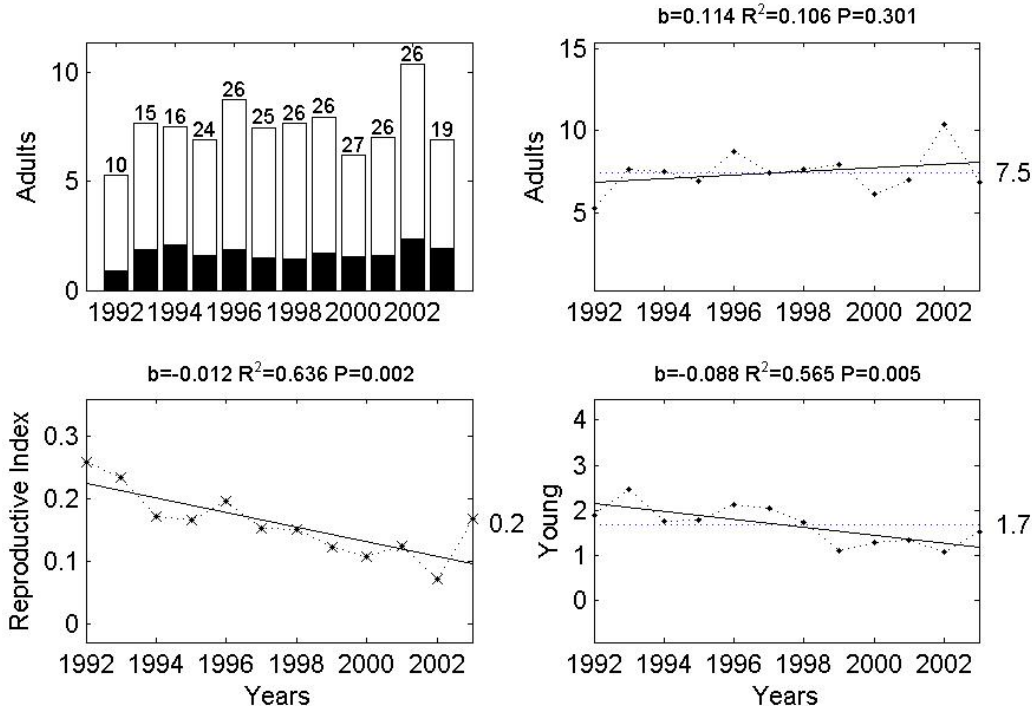 b=0.114 R²=0.106 P=0.301
Adults
10
5
0
10
15
16
24
26
25
26
26
27
26
26
19
1992 1994 1996 1998 2000 2002
Adults
15
10
5
7.5
1992 1994 1996 1998 2000 2002
b=-0.012 R²=0.636 P=0.002
Reproductive Index
0.3
0.2
0.1
0
0.2
1992 1994 1996 1998 2000 2002
Years
b=-0.088 R²=0.565 P=0.005
Young
4
3
2
1
0
1.7
1992 1994 1996 1998 2000 2002
Years